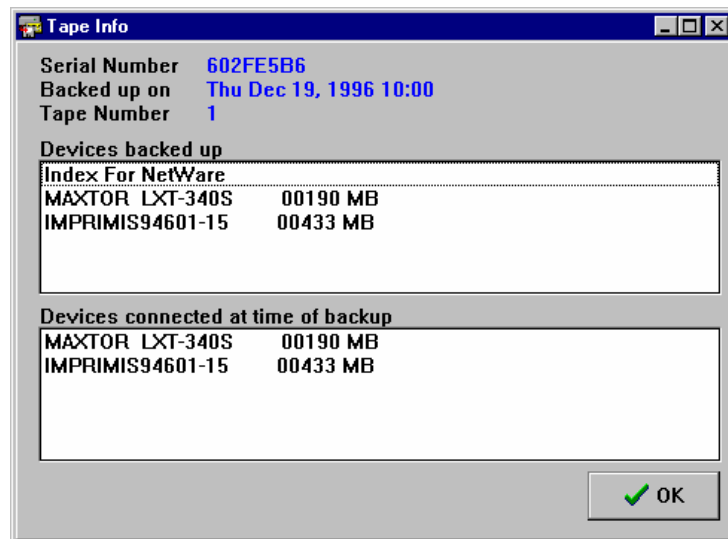 Tape Info
Serial Number 602FE5B6
Backed up on Thu Dec 19, 1996 10:00
Tape Number 1
Devices backed up
Index For NetWare
MAXTOR LXT-340S 00190 MB
IMPRIMIS94601-15 00433 MB
Devices connected at time of backup
MAXTOR LXT-340S 00190 MB
IMPRIMIS94601-15 00433 MB
OK